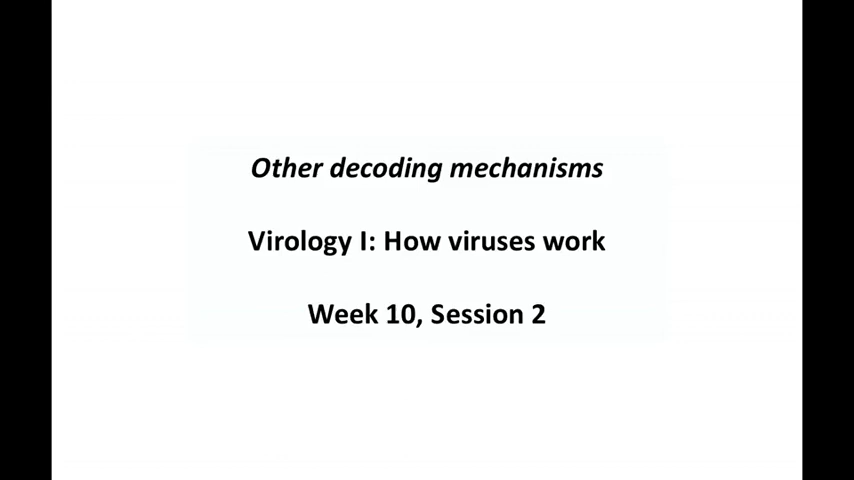 Other decoding mechanisms
Virology I: How viruses work
Week 10, Session 2